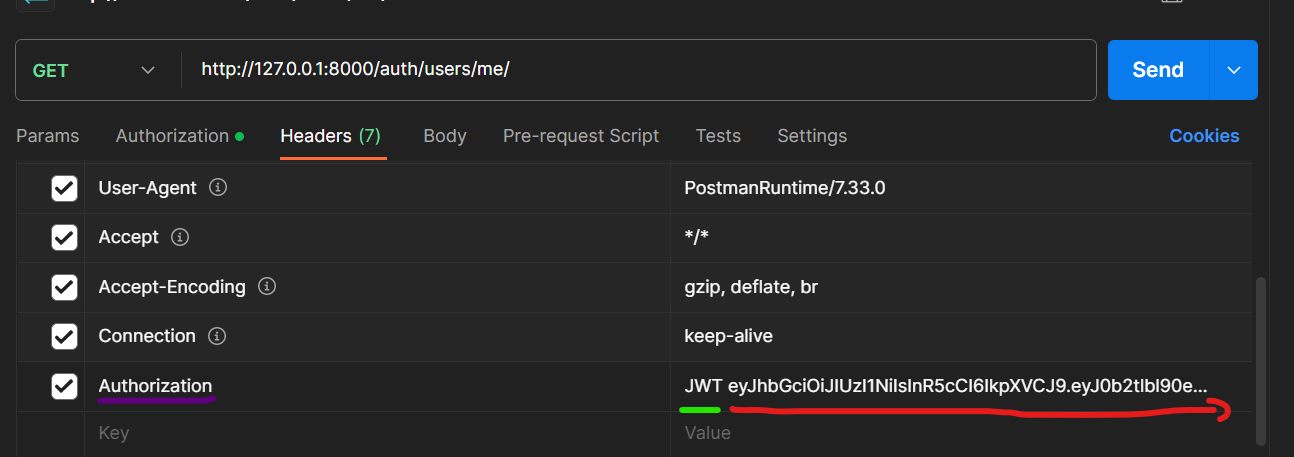 GET http://127.0.0.1:8000/auth/users/me/ Send
Params Authorization Headers (7) Body Pre-request Script Tests Settings Cookies
User-Agent PostmanRuntime/7.33.0
Accept */*
Accept-Encoding gzip, deflate, br
Connection keep-alive
Authorization JWT eyJhbGciOiJIUzI1NiIsInR5cCI6IkpXVCJ9.eyJ0b2tlbl90e...
Key Value